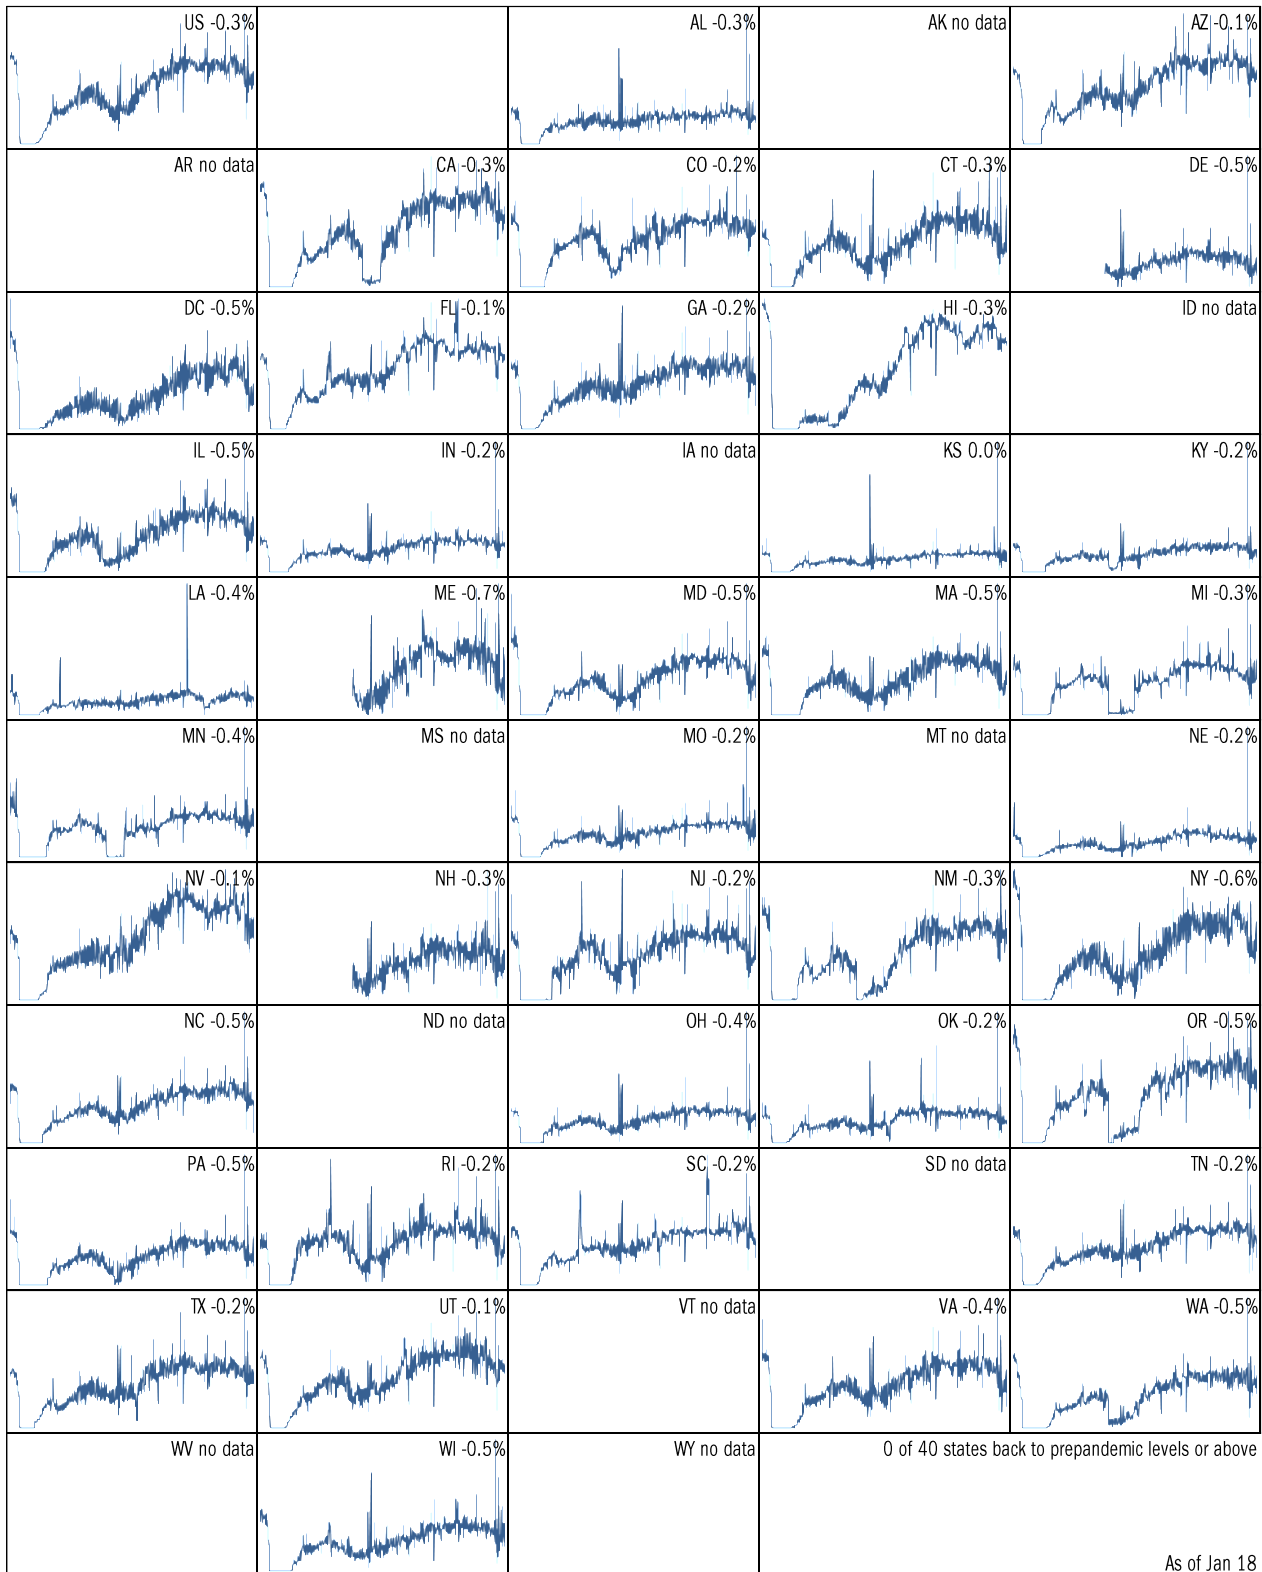 US -0.3%
AL -0.3%
AK no data
AZ -0.1%
AR no data
CA -0.3%
CO -0.2%
CT -0.3%
DE -0.5%
DC -0.5%
FL -0.1%
GA -0.2%
HI -0.3%
ID no data
IL -0.5%
IN -0.2%
IA no data
KS 0.0%
KY -0.2%
LA -0.4%
ME -0.7%
MD -0.5%
MA -0.5%
MI -0.3%
MN -0.4%
MS no data
MO -0.2%
MT no data
NE -0.2%
NV -0.1%
NH -0.3%
NJ -0.2%
NM -0.3%
NY -0.6%
NC -0.5%
ND no data
OH -0.4%
OK -0.2%
OR -0.5%
PA -0.5%
RI -0.2%
SC -0.2%
SD no data
TN -0.2%
TX -0.2%
UT -0.1%
VT no data
VA -0.4%
WA -0.5%
WV no data
WI -0.5%
WY no data
0 of 40 states back to prepandemic levels or above
As of Jan 18